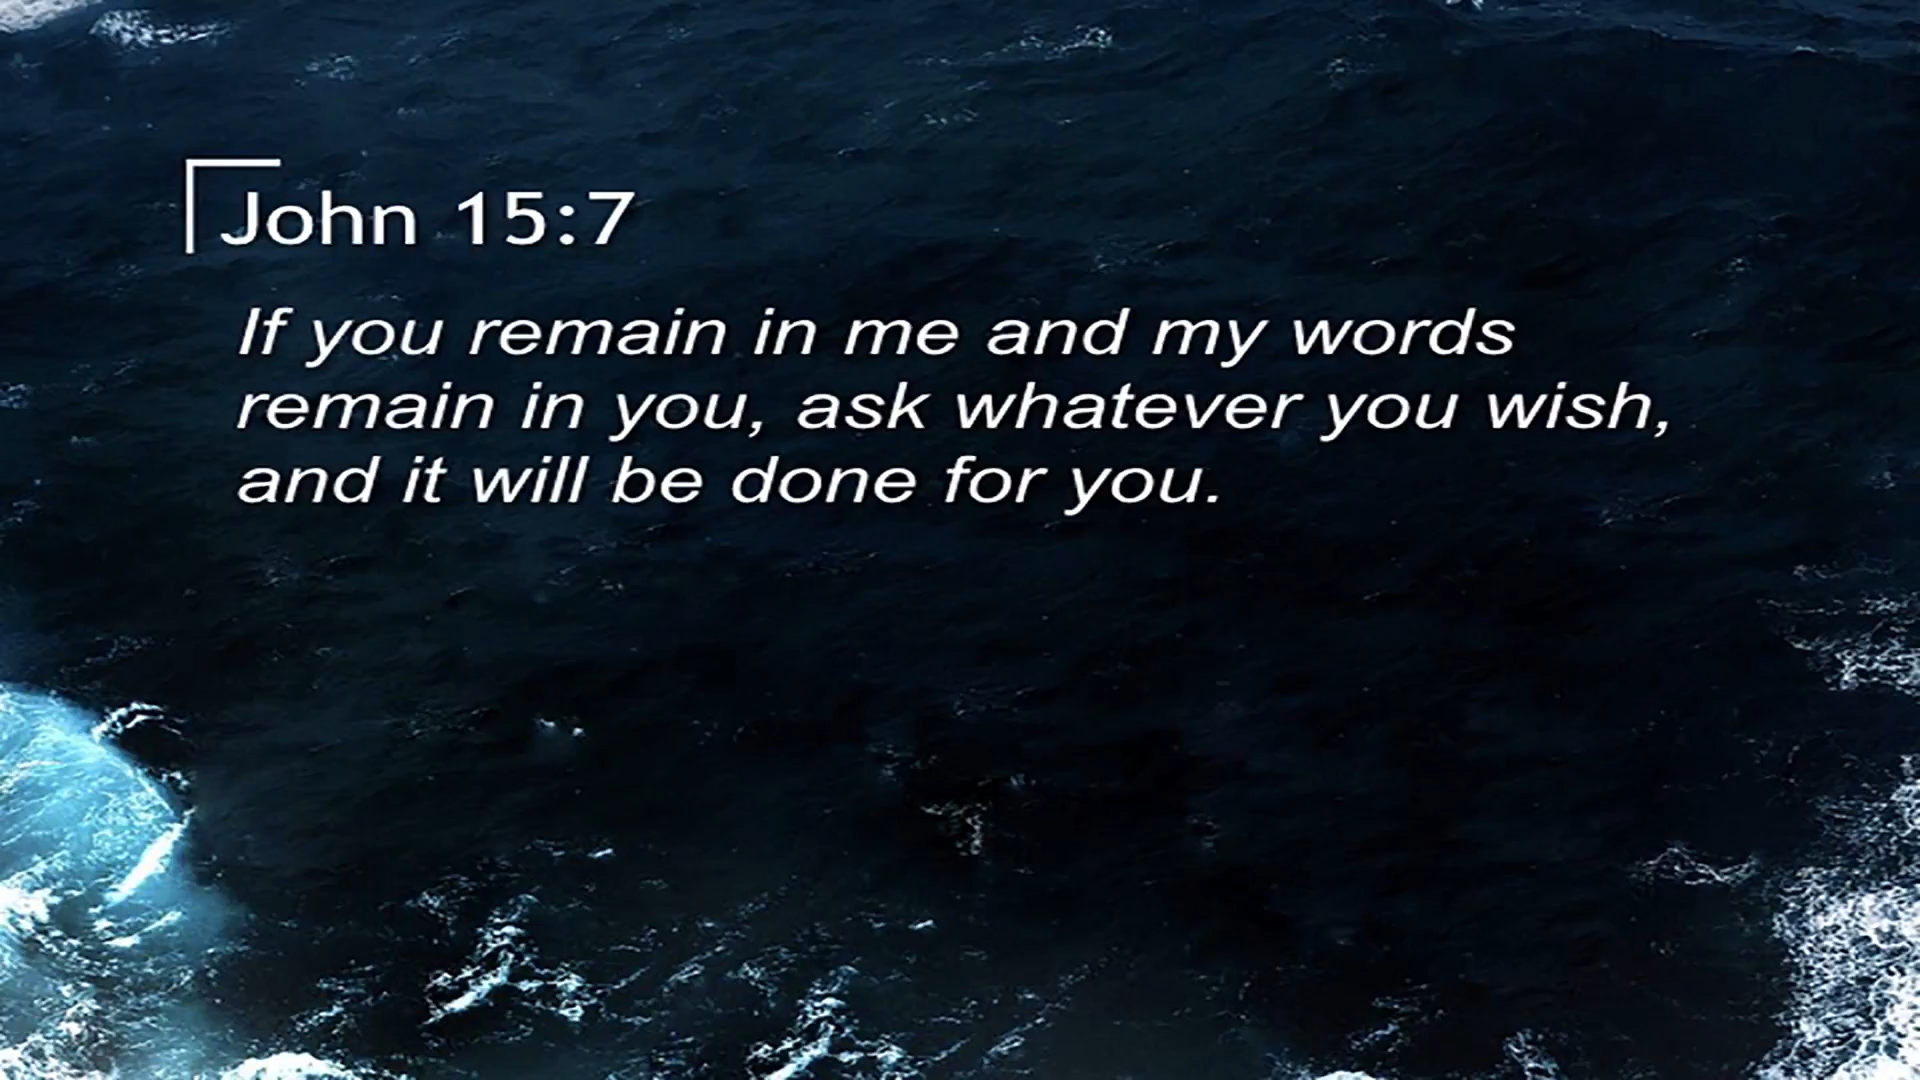 John 15:7
If you remain in me and my words
remain in you, ask whatever you wish,
and it will be done for you.